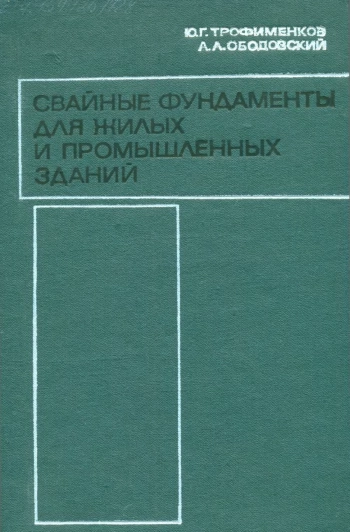 Ю.Г. ТРОФИМЕНКОВ
А.А. ОБОДОВСКИЙ
СВАЙНЫЕ ФУНДАМЕНТЫ
ДЛЯ ЖИЛЫХ
И ПРОМЫШЛЕННЫХ
ЗДАНИЙ